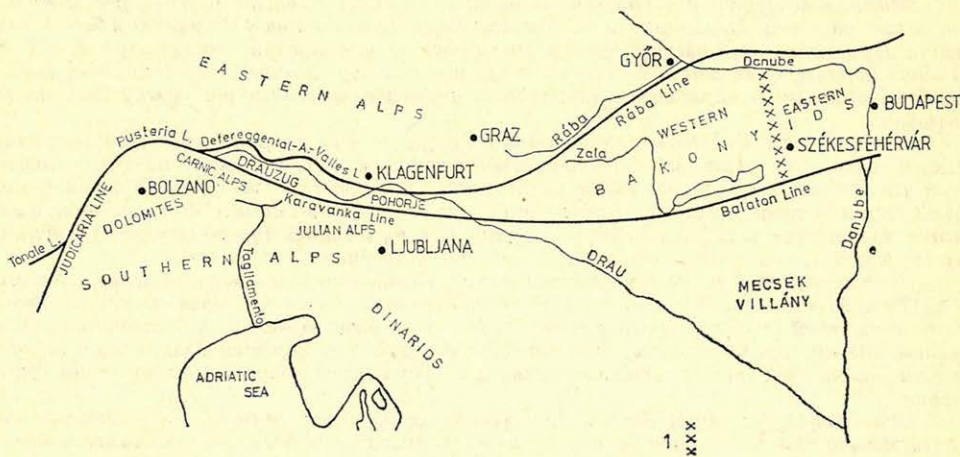 EASTERN ALPS
GYŐR
Danube
Rába
Rába Line
WESTERN
EASTERN
BAKONYIDS
BUDAPEST
SZÉKESFEHÉRVÁR
GRAZ
Zala
Pusteria L.
Defereggental-A.-Valles L.
KLAGENFURT
CARNIC ALPS
DRAUZUG
POHORJE
BOLZANO
DOLOMITES
Karavanka Line
Balaton Line
JULIAN ALPS
LJUBLJANA
Tonale L.
JUDICARIA LINE
SOUTHERN ALPS
Tagliamento
DINARIDS
DRAU
Danube
MECSEK
VILLÁNY
ADRIATIC
SEA
1. xxx